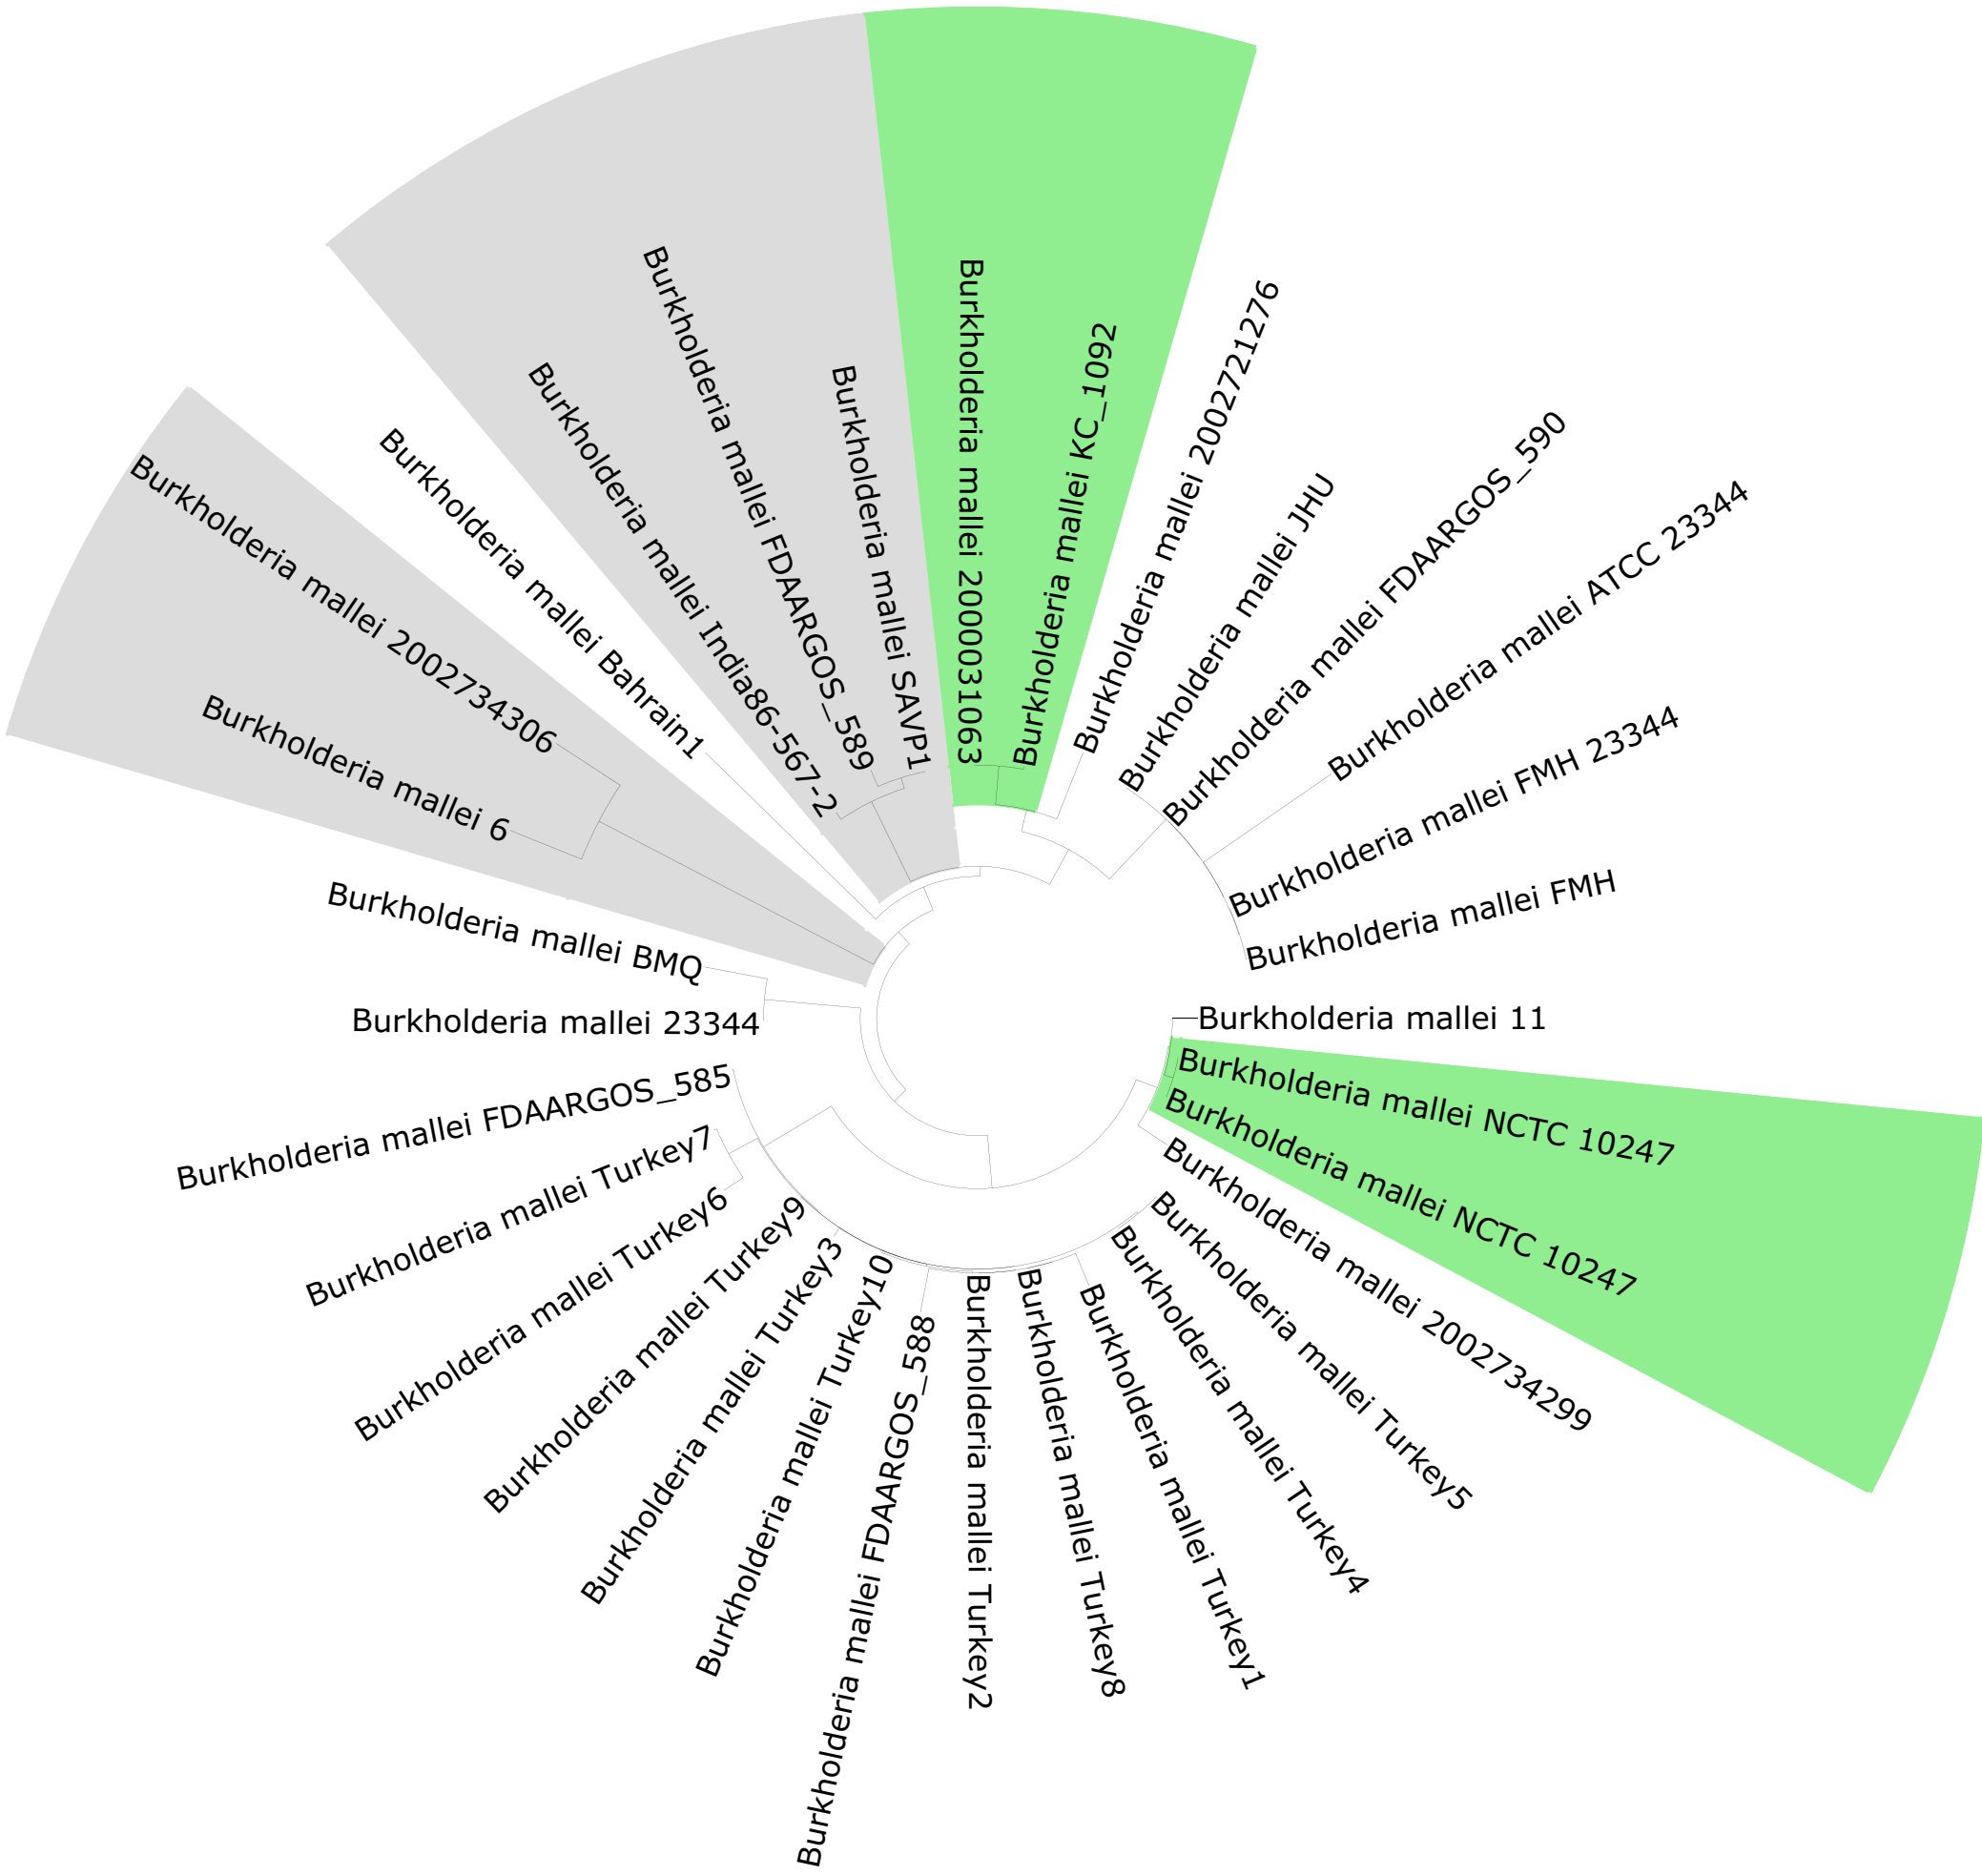 Burkholderia mallei 2000031063
Burkholderia mallei KC_1092
Burkholderia mallei 2002721276
Burkholderia mallei JHU
Burkholderia mallei FDAARGOS_590
Burkholderia mallei ATCC 23344
Burkholderia mallei FMH 23344
Burkholderia mallei FMH
Burkholderia mallei 11
Burkholderia mallei NCTC 10247
Burkholderia mallei NCTC 10247
Burkholderia mallei 2002734299
Burkholderia mallei Turkey5
Burkholderia mallei Turkey4
Burkholderia mallei Turkey1
Burkholderia mallei Turkey8
Burkholderia mallei Turkey2
Burkholderia mallei FDAARGOS_588
Burkholderia mallei Turkey10
Burkholderia mallei Turkey3
Burkholderia mallei Turkey9
Burkholderia mallei Turkey6
Burkholderia mallei Turkey7
Burkholderia mallei FDAARGOS_585
Burkholderia mallei 23344
Burkholderia mallei BMQ
Burkholderia mallei 6
Burkholderia mallei 2002734306
Burkholderia mallei Bahrain1
Burkholderia mallei India86-567-2
Burkholderia mallei FDAARGOS_589
Burkholderia mallei SAVP1